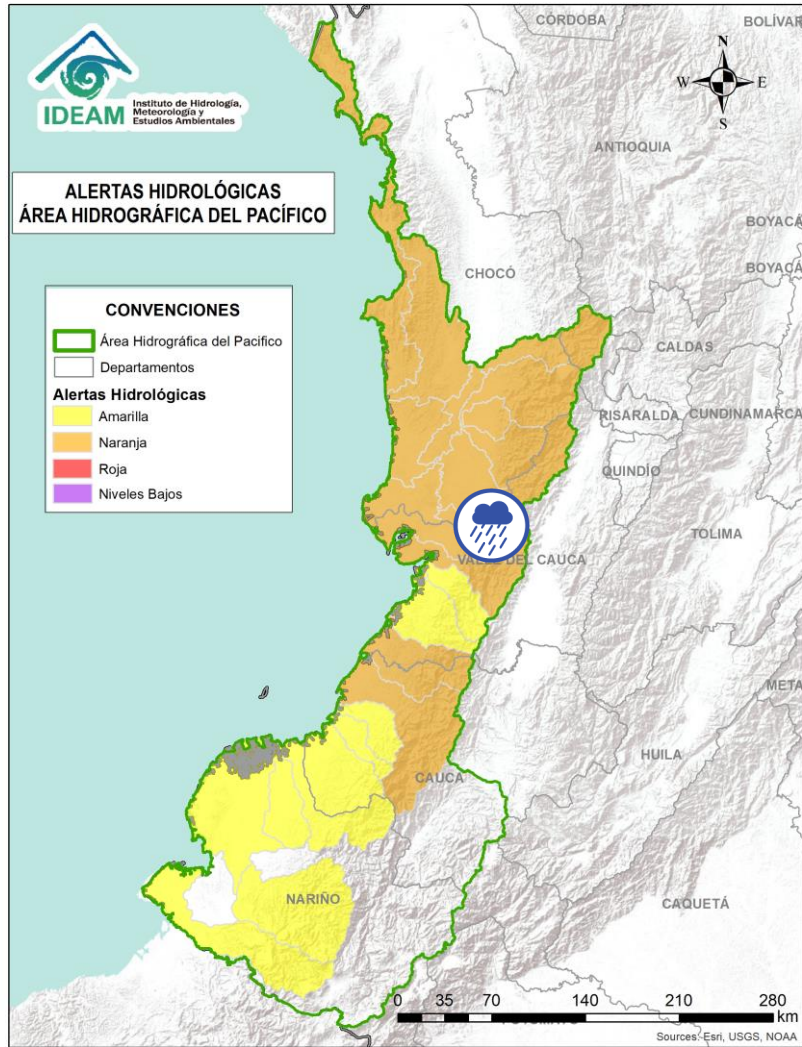 CÓRDOBA
BOLÍVAR
N
W
E
S
IDEAM
Instituto de Hidrología,
Meteorología y
Estudios Ambientales
ANTIOQUIA
ALERTAS HIDROLÓGICAS
ÁREA HIDROGRÁFICA DEL PACÍFICO
BOYACÁ
BOYACÁ
CHOCÓ
CONVENCIONES
Área Hidrográfica del Pacifico
Departamentos
Alertas Hidrológicas
Amarilla
Naranja
Roja
Niveles Bajos
CALDAS
RISARALDA
CUNDINAMARCA
QUINDÍO
TOLIMA
VALLE DEL CAUCA
META
HUILA
CAUCA
NARIÑO
CAQUETÁ
0 35 70 140 210 280
km
Sources: Esri, USGS, NOAA